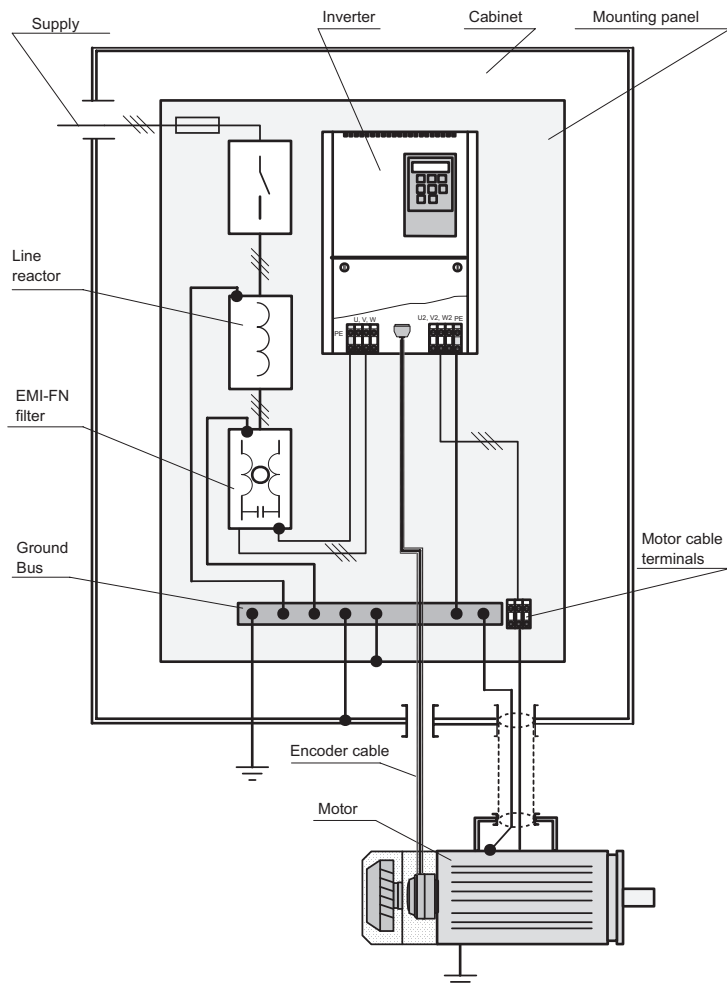 Supply
Inverter
Cabinet
Mounting panel
Line
reactor
U, V, W
U2, V2, W2 PE
PE
EMI-FN
filter
Ground
Bus
Motor cable
terminals
Encoder cable
Motor